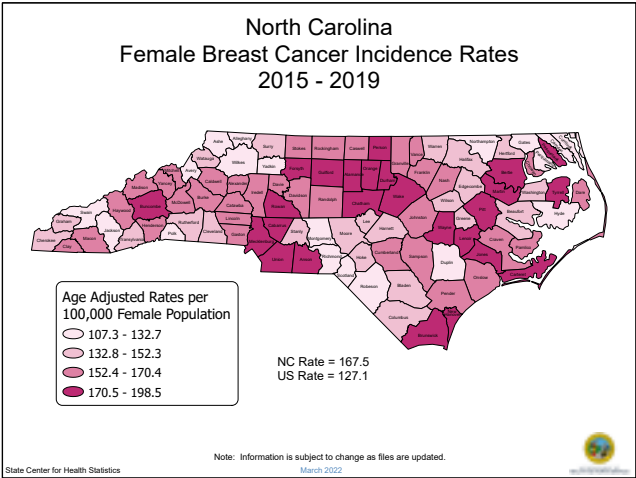 North Carolina
Female Breast Cancer Incidence Rates
2015 - 2019
Ashe
Alleghany
Surry
Stokes
Rockingham
Caswell
Person
Granville
Vance
Warren
Northampton
Gates
Hertford
Halifax
Watauga
Wilkes
Yadkin
Forsyth
Guilford
Orange
Franklin
Bertie
Mitchell
Avery
Madison
Yancey
Caldwell
Alexander
Iredell
Davie
Davidson
Randolph
Chatham
Wake
Nash
Edgecombe
Martin
Washington
Tyrrell
Dare
Swain
Haywood
Buncombe
McDowell
Burke
Catawba
Rowan
Wilson
Pitt
Beaufort
Hyde
Graham
Jackson
Henderson
Rutherford
Lincoln
Cabarrus
Lee
Harnett
Johnston
Greene
Wayne
Cherokee
Clay
Macon
Transylvania
Polk
Cleveland
Gaston
Mecklenburg
Stanly
Montgomery
Moore
Lenoir
Craven
Pamlico
Union
Anson
Richmond
Hoke
Cumberland
Sampson
Duplin
Jones
Carteret
Scotland
Robeson
Bladen
Onslow
Pender
Columbus
Brunswick
Age Adjusted Rates per
100,000 Female Population
107.3 - 132.7
132.8 - 152.3
152.4 - 170.4
170.5 - 198.5
NC Rate = 167.5
US Rate = 127.1
Note: Information is subject to change as files are updated.
State Center for Health Statistics
March 2022